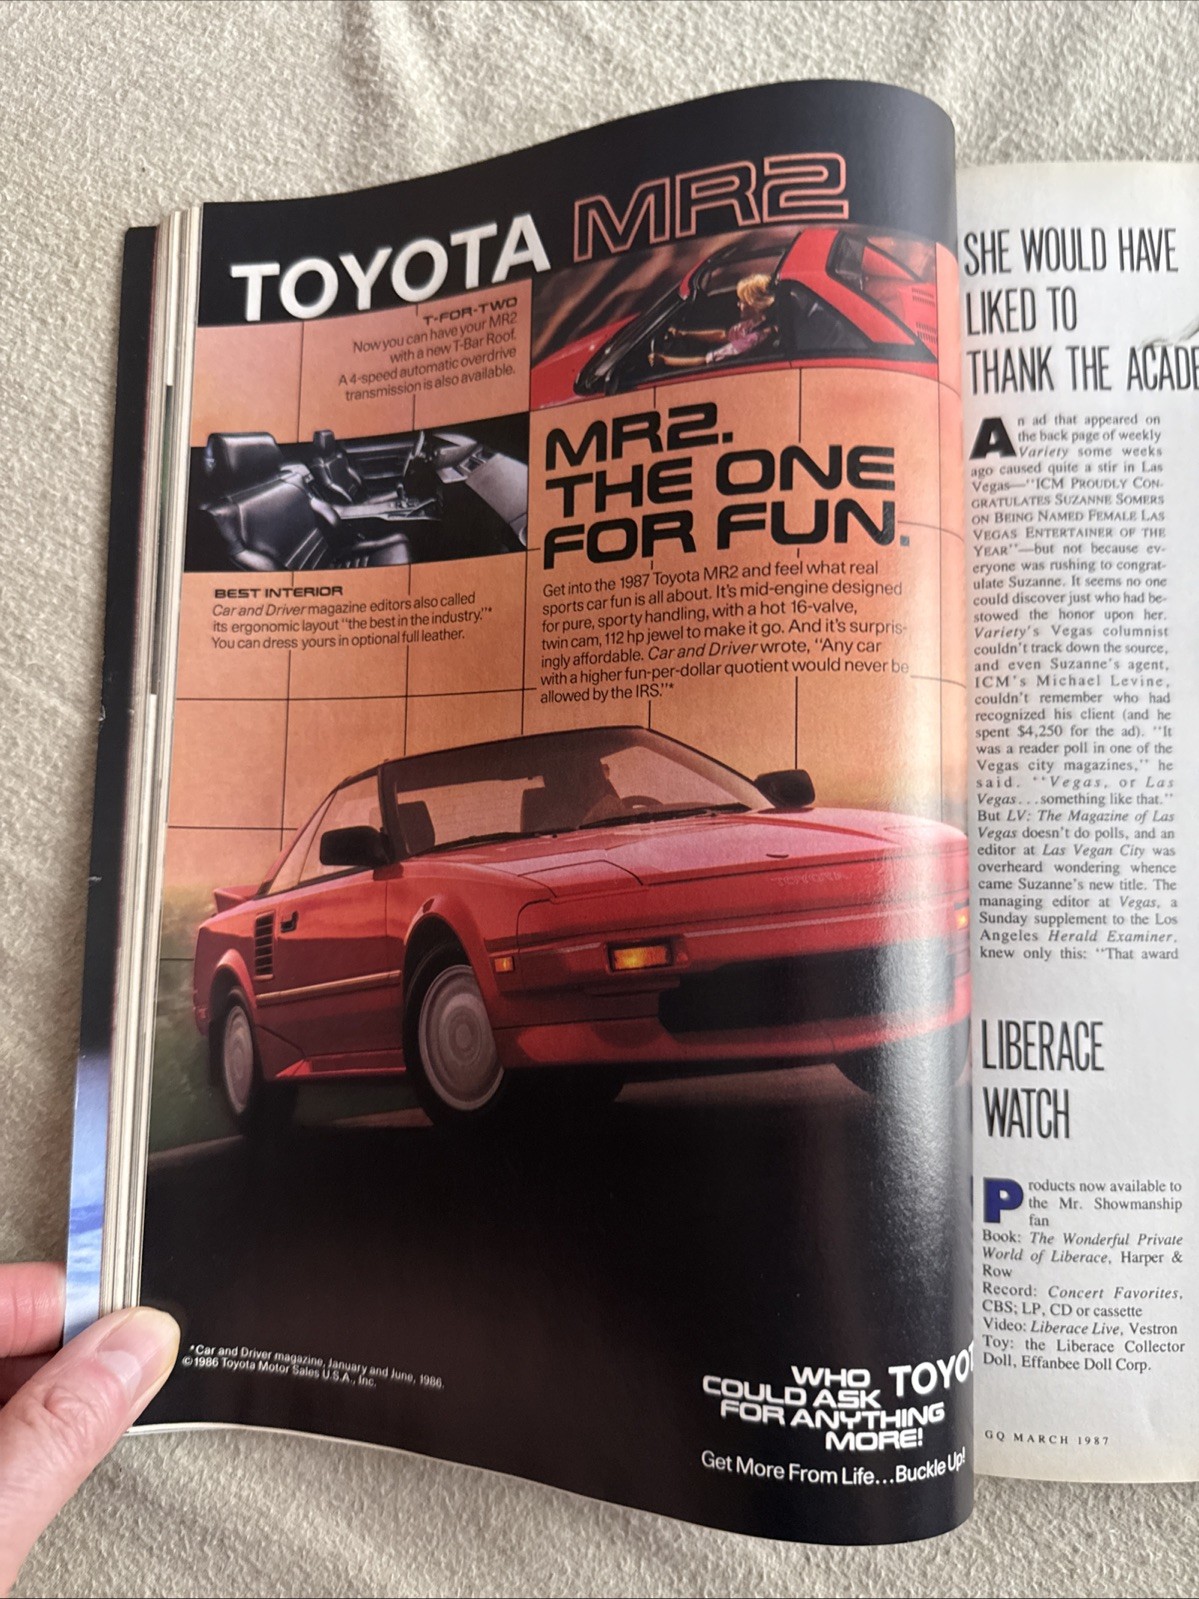 TOYOTA MR2
T-FOR-TWO
Now you can have your MR2
with a new T-Bar Roof.
A 4-speed automatic overdrive
transmission is also available.
MR2.
THE ONE
FOR FUN.
BEST INTERIOR
Car and Driver magazine editors also called
its ergonomic layout "the best in the industry."*
You can dress yours in optional full leather.
Get into the 1987 Toyota MR2 and feel what real
sports car fun is all about. It's mid-engine designed
for pure, sporty handling, with a hot 16-valve,
twin cam, 112 hp jewel to make it go. And it's surpris-
ingly affordable. Car and Driver wrote, "Any car
with a higher fun-per-dollar quotient would never be
allowed by the IRS."*
TOYOTA
*Car and Driver magazine, January and June, 1986.
©1986 Toyota Motor Sales U.S.A., Inc.
WHO
COULD ASK
FOR ANYTHING
MORE!
TOYOT
Get More From Life...Buckle Up!
SHE WOULD HAVE
LIKED TO
THANK THE ACADE
An ad that appeared on
the back page of weekly
Variety some weeks
ago caused quite a stir in Las
Vegas—"ICM PROUDLY CON-
GRATULATES SUZANNE SOMERS
ON BEING NAMED FEMALE LAS
VEGAS ENTERTAINER OF THE
YEAR"—but not because ev-
eryone was rushing to congrat-
ulate Suzanne. It seems no one
could discover just who had be-
stowed the honor upon her.
Variety's Vegas columnist
couldn't track down the source,
and even Suzanne's agent,
ICM's Michael Levine,
couldn't remember who had
recognized his client (and he
spent $4,250 for the ad). "It
was a reader poll in one of the
Vegas city magazines," he
said. "Vegas, or Las
Vegas...something like that."
But LV: The Magazine of Las
Vegas doesn't do polls, and an
editor at Las Vegan City was
overheard wondering whence
came Suzanne's new title. The
managing editor at Vegas, a
Sunday supplement to the Los
Angeles Herald Examiner,
knew only this: "That award
LIBERACE
WATCH
Products now available to
the Mr. Showmanship
fan
Book: The Wonderful Private
World of Liberace, Harper &
Row
Record: Concert Favorites,
CBS; LP, CD or cassette
Video: Liberace Live, Vestron
Toy: the Liberace Collector
Doll, Effanbee Doll Corp.
GQ MARCH 1987